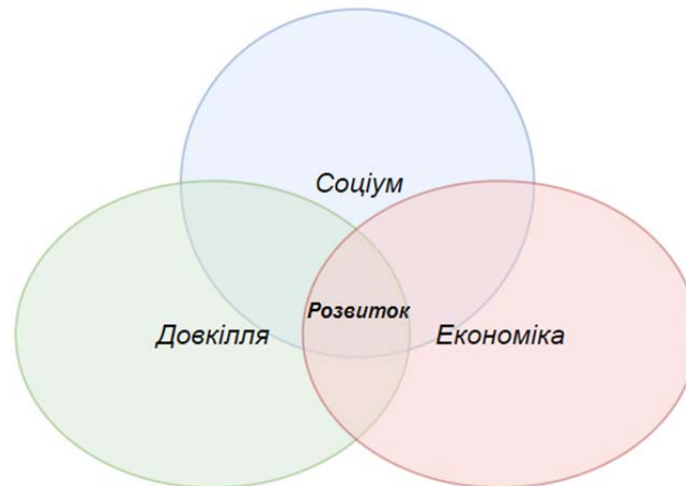 Соціум
Розвиток
Довкілля
Економіка